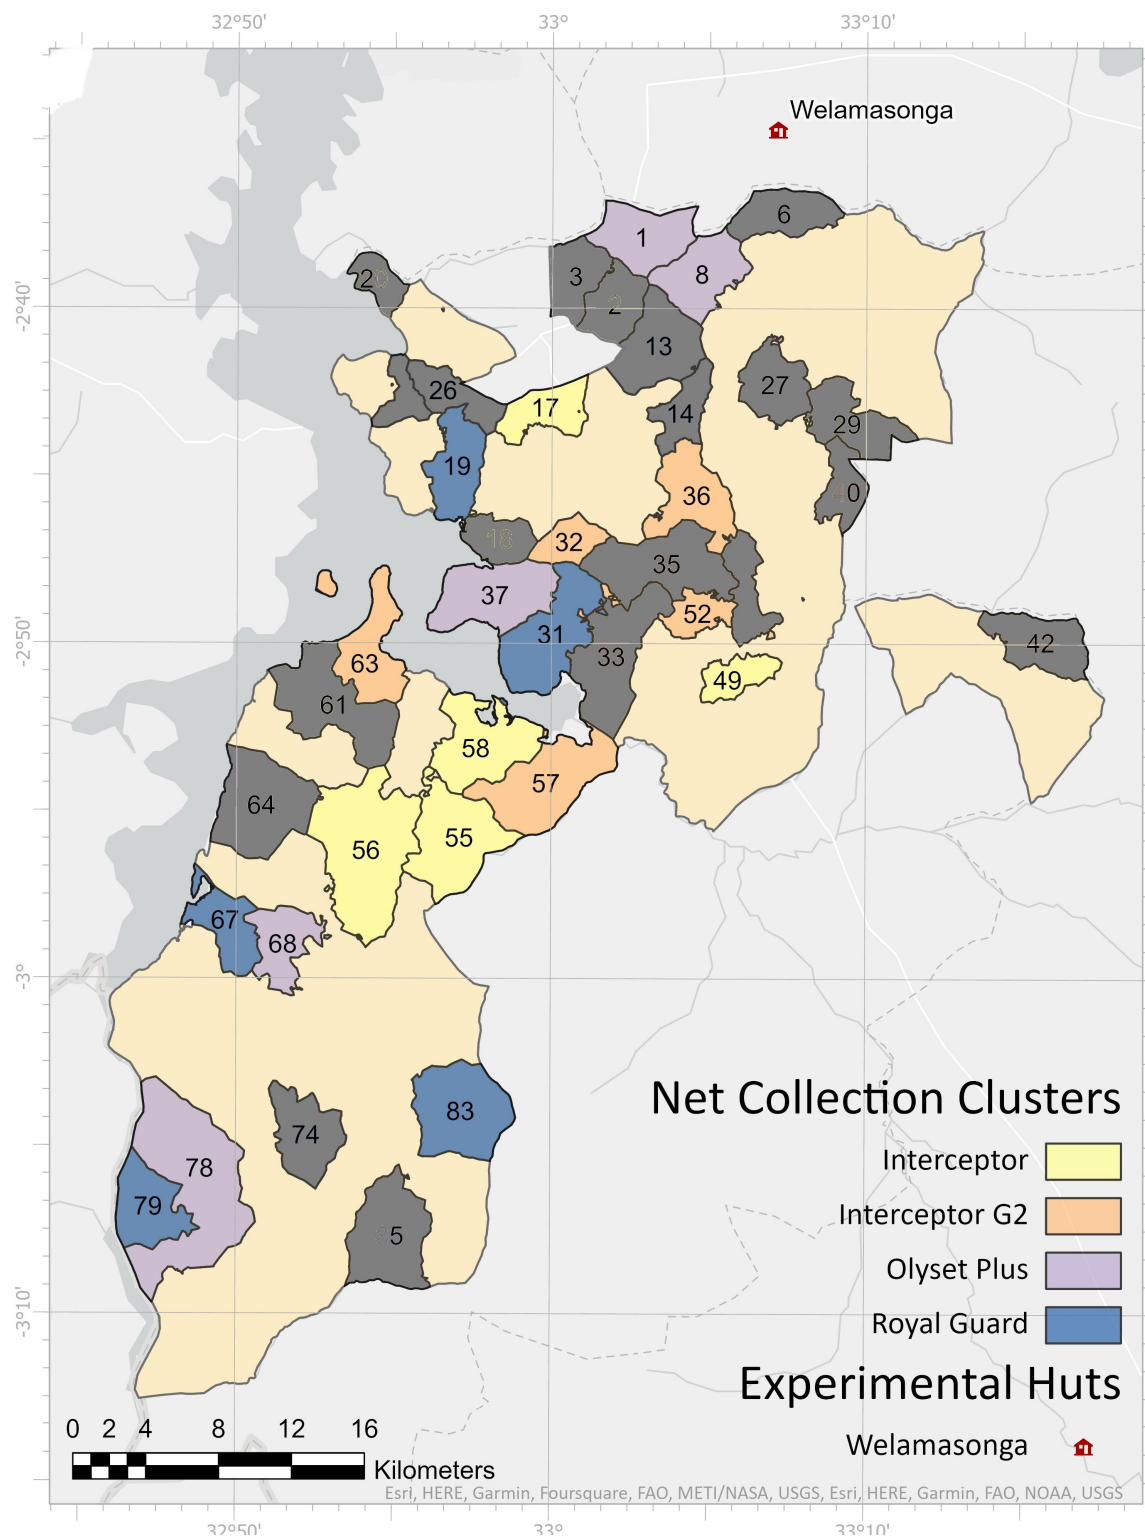 32°50' 33° 33°10'
Welamasonga
1 6
3 8
20 2
-2°40'
13
26 27
17 14
29
19
36 40
18 32
35
37
52
31
-2°50'
33 42
63
49
61
58
57
64
55
56
67
68
-3°
83
74
78
79
5
Net Collection Clusters
Interceptor
Interceptor G2
Olyset Plus
Royal Guard
-3°10'
Experimental Huts
Welamasonga
0 2 4 8 12 16
Kilometers
Esri, HERE, Garmin, Foursquare, FAO, METI/NASA, USGS, Esri, HERE, Garmin, FAO, NOAA, USGS
32°50' 33° 33°10'